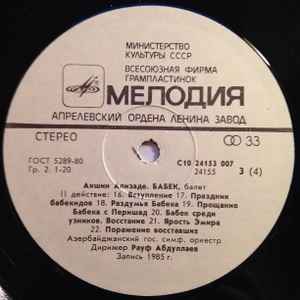 МИНИСТЕРСТВО
КУЛЬТУРЫ СССР
ВСЕСОЮЗНАЯ ФИРМА
ГРАМПЛАСТИНОК
МЕЛОДИЯ
АПРЕЛЕВСКИЙ ОРДЕНА ЛЕНИНА ЗАВОД
СТЕРЕО
33
ГОСТ 5289-80
Гр. 2. 1-20
С10 24153 007
24155
3 (4)
Акшин Ализаде. БАБЕК, балет
II действие: 16. Вступление 17. Праздник
бабекидов 18. Раздумья Бабека 19. Прощание
Бабека с Перишад 20. Бабек среди
узников. Восстание 21. Ярость Эмира
22. Поражение восставших
Азербайджанский гос. симф. оркестр
Дирижер Рауф Абдуллаев
Запись 1985 г.